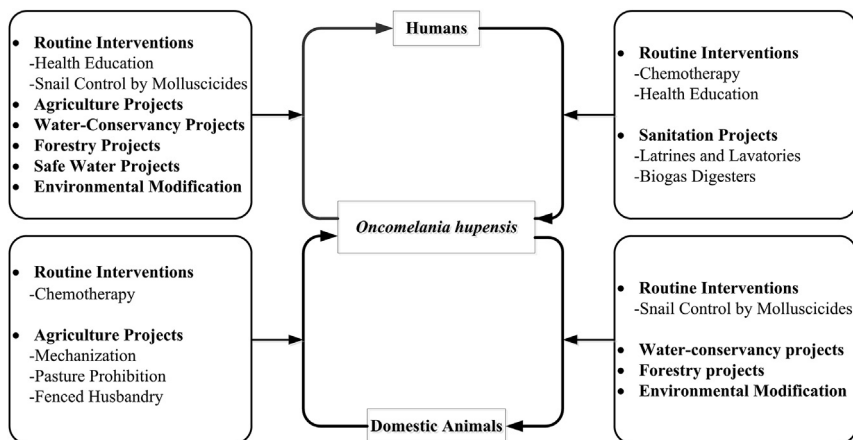 • Routine Interventions
-Health Education
-Snail Control by Molluscicides
• Agriculture Projects
• Water-Conservancy Projects
• Forestry Projects
• Safe Water Projects
• Environmental Modification
Humans
• Routine Interventions
-Chemotherapy
-Health Education
• Sanitation Projects
-Latrines and Lavatories
-Biogas Digesters
Oncomelania hupensis
• Routine Interventions
-Chemotherapy
• Agriculture Projects
-Mechanization
-Pasture Prohibition
-Fenced Husbandry
• Routine Interventions
-Snail Control by Molluscicides
• Water-conservancy projects
• Forestry projects
• Environmental Modification
Domestic Animals